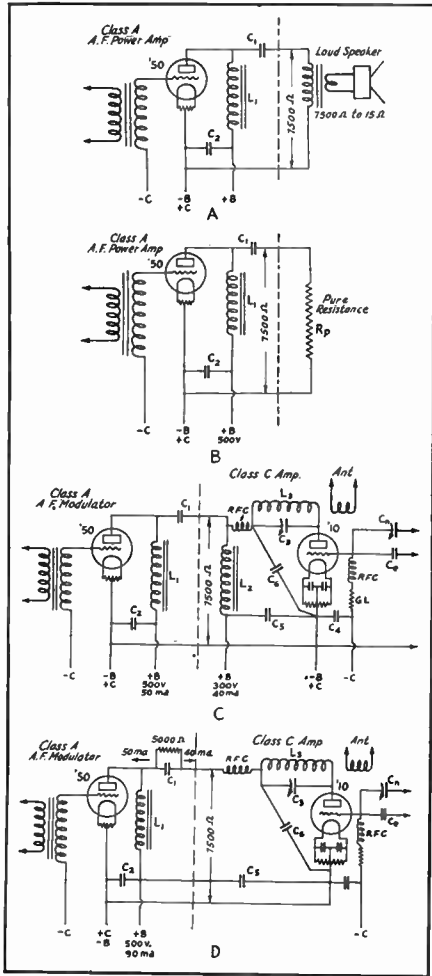 Class A
A.F. Power Amp
'50
C1
L1
C2
7500 Ω
Loud Speaker
7500 Ω to 15 Ω
-C
-B
+C
+B
A
Class A
A.F. Power Amp
'50
C1
L1
C2
7500 Ω
Pure
Resistance
Rp
-C
-B
+C
+B
500v
B
Class A
A.F. Modulator
'50
C1
L1
C2
7500 Ω
L2
RFC
Class C Amp.
L3
C3
'10
C6
C5
C4
Ant
Cn
Ce
RFC
GL
-C
-B
+C
+B
500v
50 ma
+B
300v
40 ma
-B
+C
-C
C
Class A
A.F. Modulator
'50
50 ma
5000 Ω
C1
40 ma.
L1
C2
7500 Ω
RFC
Class C Amp
L3
C3
'10
C6
C5
Ant
Cn
Ce
RFC
-C
+C
-B
+B
500v.
90 ma
-C
D